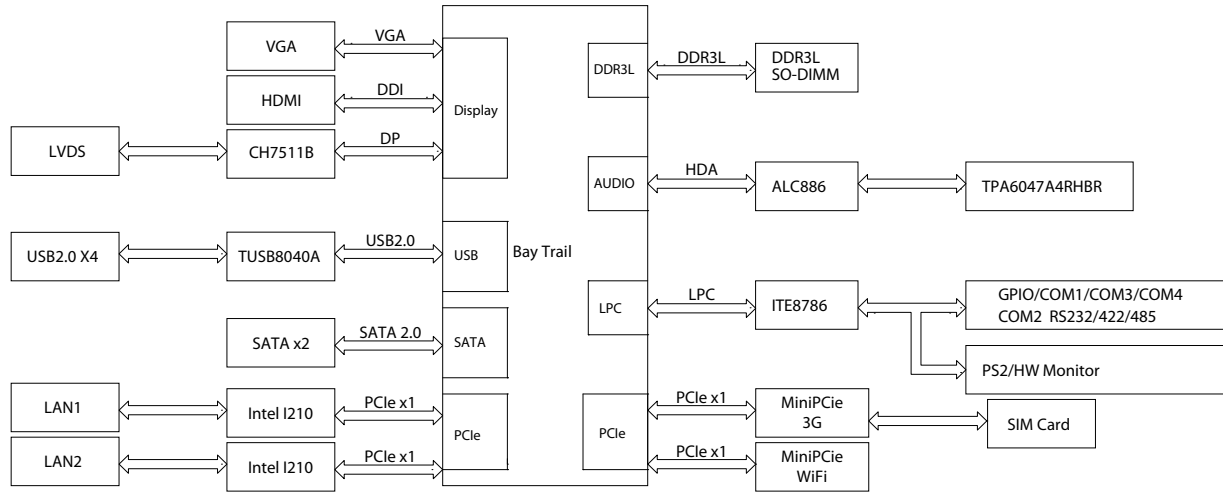 VGA
VGA
HDMI
DDI
Display
LVDS
CH7511B
DP
USB2.0 X4
TUSB8040A
USB2.0
USB
SATA x2
SATA 2.0
SATA
LAN1
Intel I210
PCIe x1
PCIe
LAN2
Intel I210
PCIe x1
Bay Trail
DDR3L
DDR3L
DDR3L
SO-DIMM
AUDIO
HDA
ALC886
TPA6047A4RHBR
LPC
LPC
ITE8786
GPIO/COM1/COM3/COM4
COM2 RS232/422/485
PS2/HW Monitor
PCIe
PCIe x1
MiniPCie
3G
SIM Card
PCIe x1
MiniPCie
WiFi